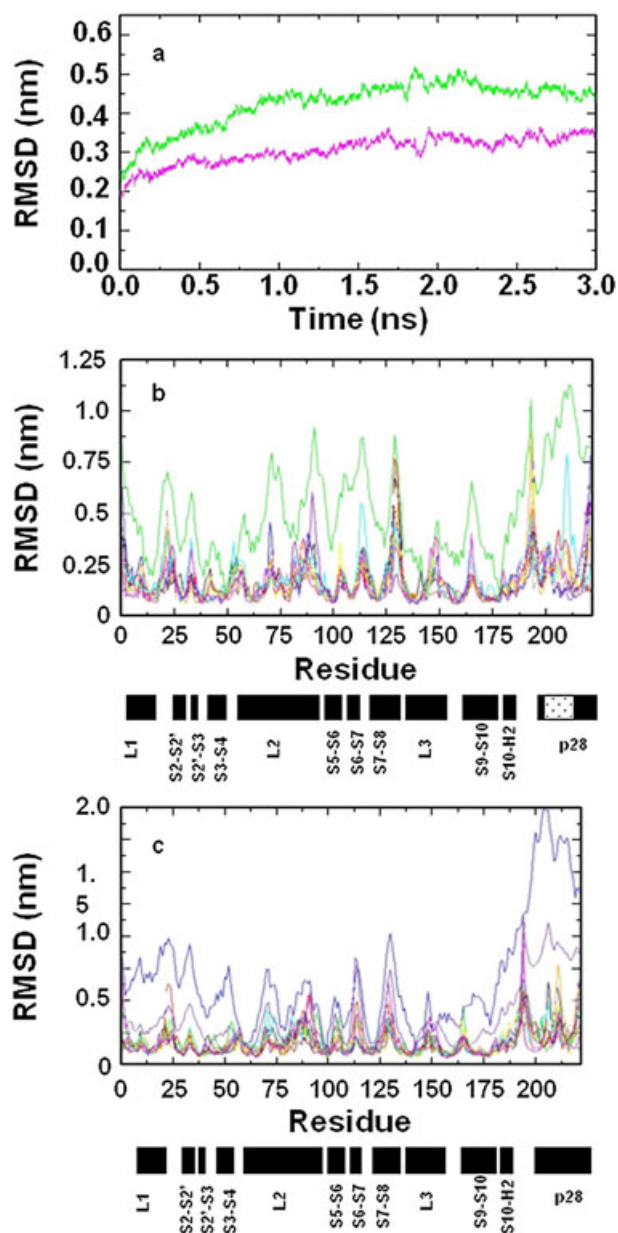 a
RMSD (nm)
0.6
0.5
0.4
0.3
0.2
0.1
0.0
0.0 0.5 1.0 1.5 2.0 2.5 3.0
Time (ns)
b
RMSD (nm)
1.25
1.0
0.75
0.5
0.25
0
0 25 50 75 100 125 150 175 200
Residue
L1 S2-S2' S2'-S3 S3-S4 L2 S5-S6 S6-S7 S7-S8 L3 S9-S10 S10-H2 p28
c
RMSD (nm)
2.0
1.
5
1.0
0.5
0
0 25 50 75 100 125 150 175 200
Residue
L1 S2-S2' S2'-S3 S3-S4 L2 S5-S6 S6-S7 S7-S8 L3 S9-S10 S10-H2 p28